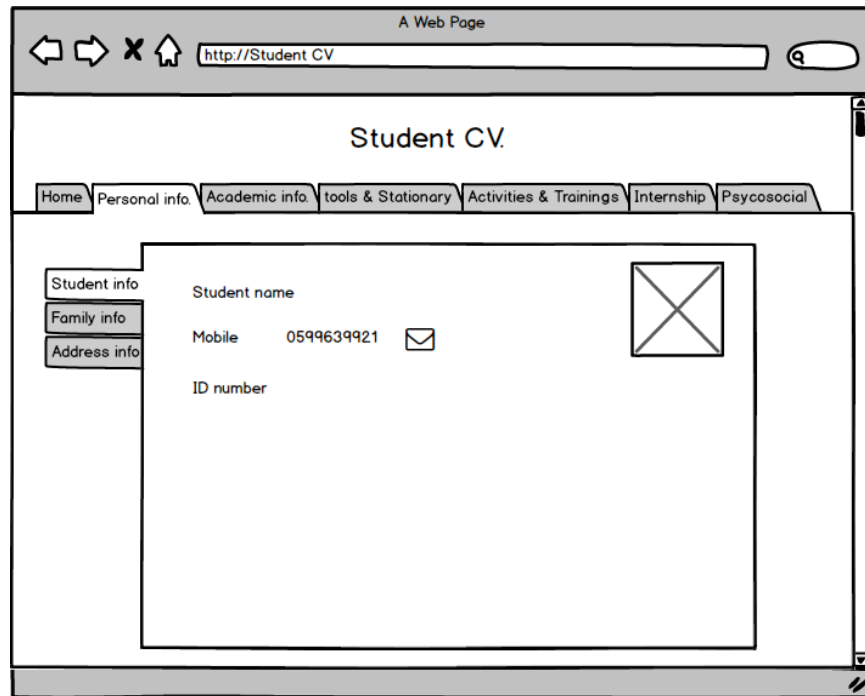 A Web Page
http://Student CV
Student CV.
Home Personal info. Academic info. tools & Stationary Activities & Trainings Internship Psycosocial
Student info
Family info
Address info
Student name
Mobile 0599639921
ID number